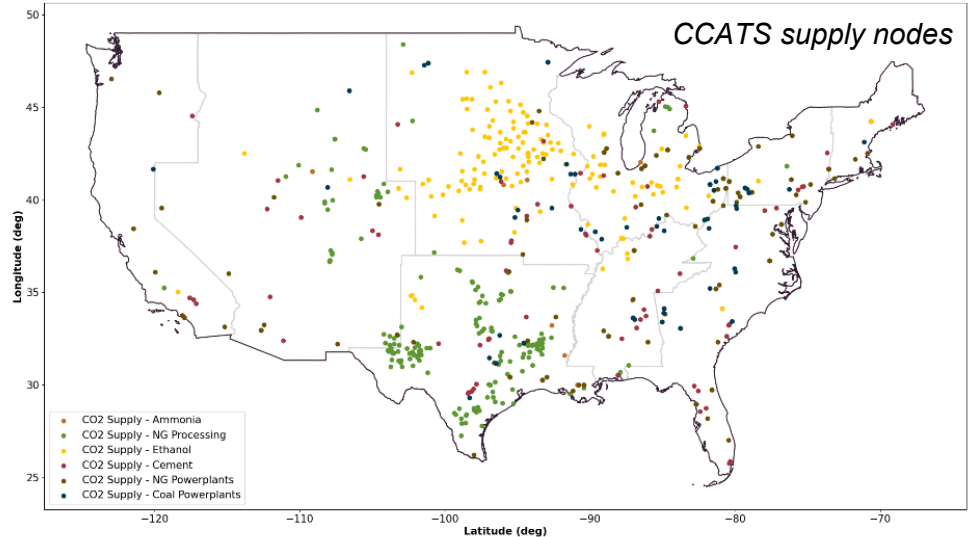 CCATS supply nodes
50
45
40
35
30
25
Longitude (deg)
CO2 Supply - Ammonia
CO2 Supply - NG Processing
CO2 Supply - Ethanol
CO2 Supply - Cement
CO2 Supply - NG Powerplants
CO2 Supply - Coal Powerplants
−120
−110
−100
−90
−80
−70
Latitude (deg)